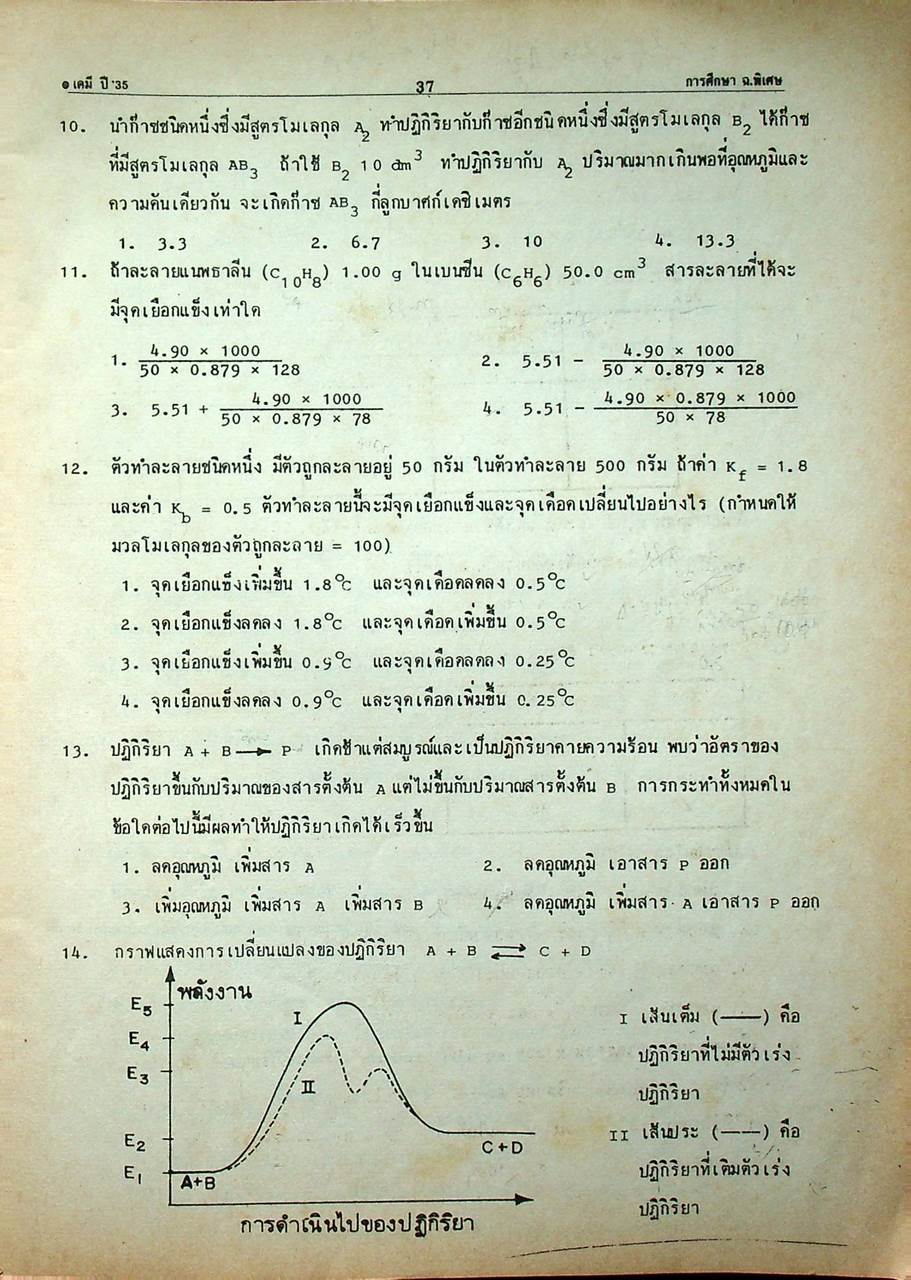 ๑ เคมี ปี '35 37 การศึกษา ฉ.พิเศษ
10. นำก๊าซชนิดหนึ่งซึ่งมีสูตรโมเลกุล A₂ ทำปฏิกิริยากับก๊าซอีกชนิดหนึ่งซึ่งมีสูตรโมเลกุล B₂ ได้ก๊าซ
ที่มีสูตรโมเลกุล AB₃ ถ้าใช้ B₂ 10 dm³ ทำปฏิกิริยากับ A₂ ปริมาณมากเกินพอที่อุณหภูมิและ
ความดันเดียวกัน จะเกิดก๊าซ AB₃ กี่ลูกบาศก์เดซิเมตร
1. 3.3 2. 6.7 3. 10 4. 13.3
11. ถ้าละลายแนพธาลีน (C₁₀H₈) 1.00 g ในเบนซีน (C₆H₆) 50.0 cm³ สารละลายที่ได้จะ
มีจุดเยือกแข็งเท่าใด
1. 4.90 × 1000 / 50 × 0.879 × 128 2. 5.51 - 4.90 × 1000 / 50 × 0.879 × 128
3. 5.51 + 4.90 × 1000 / 50 × 0.879 × 78 4. 5.51 - 4.90 × 0.879 × 1000 / 50 × 78
12. ตัวทำละลายชนิดหนึ่ง มีตัวถูกละลายอยู่ 50 กรัม ในตัวทำละลาย 500 กรัม ถ้าค่า K_f = 1.8
และค่า K_b = 0.5 ตัวทำละลายนี้จะมีจุดเยือกแข็งและจุดเดือดเปลี่ยนไปอย่างไร (กำหนดให้
มวลโมเลกุลของตัวถูกละลาย = 100)
1. จุดเยือกแข็งเพิ่มขึ้น 1.8°C และจุดเดือดลดลง 0.5°C
2. จุดเยือกแข็งลดลง 1.8°C และจุดเดือดเพิ่มขึ้น 0.5°C
3. จุดเยือกแข็งเพิ่มขึ้น 0.9°C และจุดเดือดลดลง 0.25°C
4. จุดเยือกแข็งลดลง 0.9°C และจุดเดือดเพิ่มขึ้น 0.25°C
13. ปฏิกิริยา A + B → P เกิดช้าแต่สมบูรณ์และเป็นปฏิกิริยาคายความร้อน พบว่าอัตราของ
ปฏิกิริยาขึ้นกับปริมาณของสารตั้งต้น A แต่ไม่ขึ้นกับปริมาณสารตั้งต้น B การกระทำทั้งหมดใน
ข้อใดต่อไปนี้มีผลทำให้ปฏิกิริยาเกิดได้เร็วขึ้น
1. ลดอุณหภูมิ เพิ่มสาร A 2. ลดอุณหภูมิ เอาสาร P ออก
3. เพิ่มอุณหภูมิ เพิ่มสาร A เพิ่มสาร B 4. ลดอุณหภูมิ เพิ่มสาร A เอาสาร P ออก
14. กราฟแสดงการเปลี่ยนแปลงของปฏิกิริยา A + B ⇌ C + D
พลังงาน
E₅
E₄
E₃
E₂
E₁
I
II
A+B
C+D
การดำเนินไปของปฏิกิริยา
I เส้นเต็ม (——) คือ
ปฏิกิริยาที่ไม่มีตัวเร่ง
ปฏิกิริยา
II เส้นประ (-—-) คือ
ปฏิกิริยาที่เติมตัวเร่ง
ปฏิกิริยา